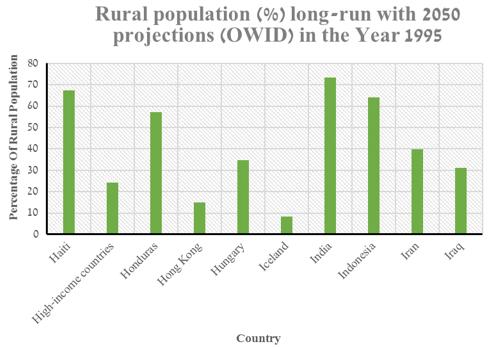 Rural population (%) long-run with 2050
projections (OWID) in the Year 1995
Percentage Of Rural Population
80
70
60
50
40
30
20
10
0
Haiti
High-income countries
Honduras
Hong Kong
Hungary
Iceland
India
Indonesia
Iran
Iraq
Country